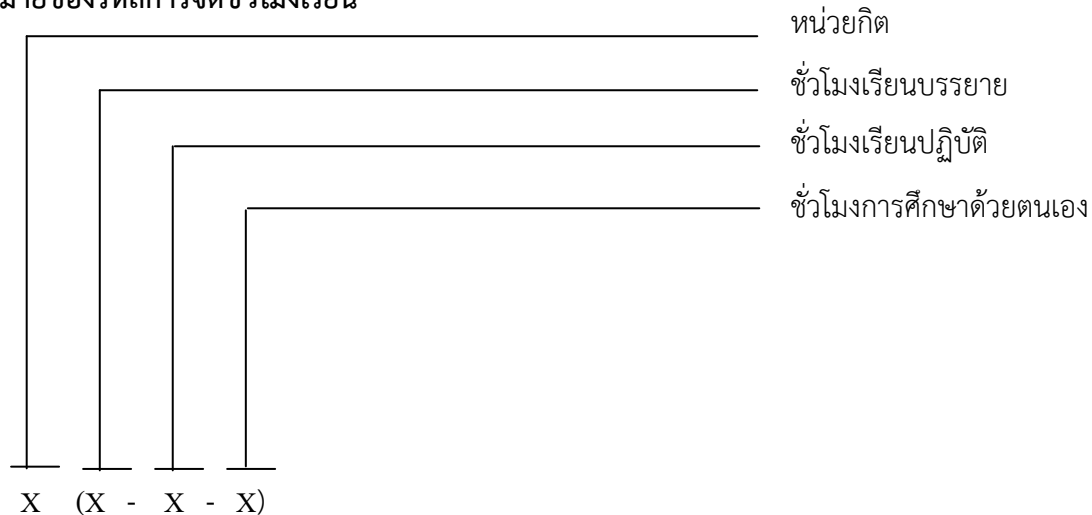 หน่วยกิต
ชั่วโมงเรียนบรรยาย
ชั่วโมงเรียนปฏิบัติ
ชั่วโมงการศึกษาด้วยตนเอง
X (X - X - X)